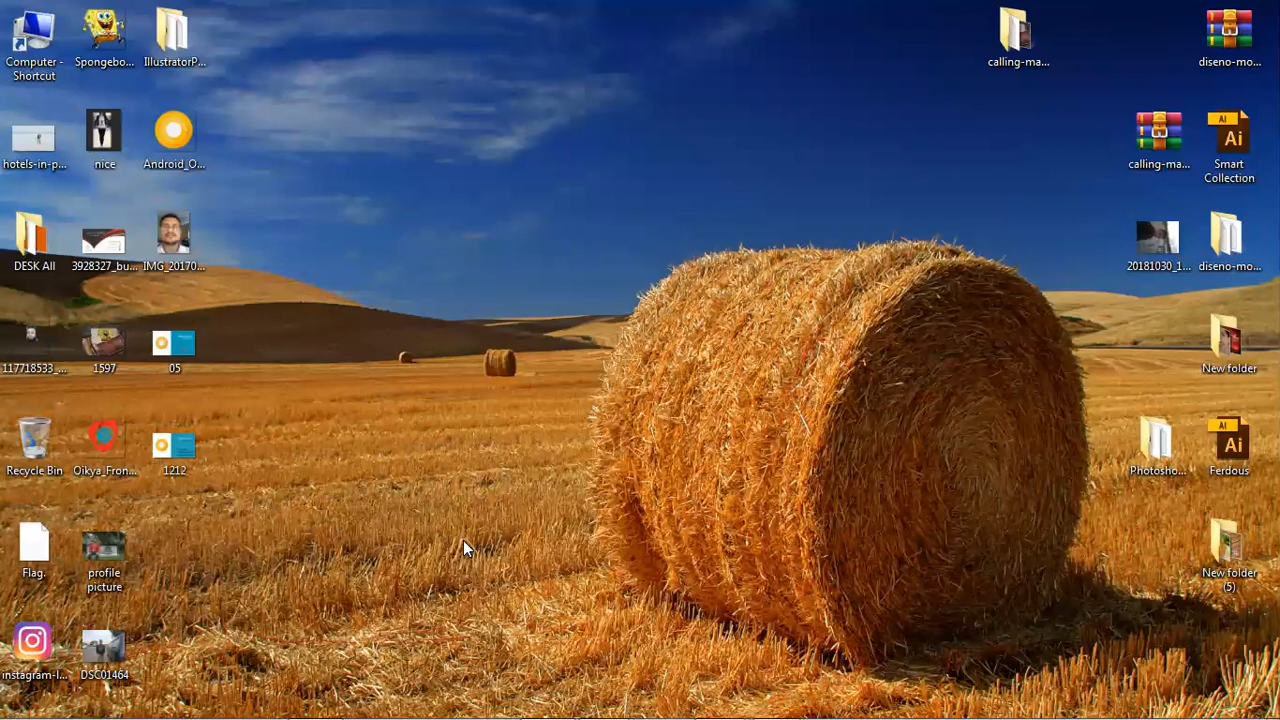 Computer -
Shortcut
Spongebo...
IllustratorP...
calling-ma...
diseno-mo...
hotels-in-p...
nice
Android_O...
calling-ma...
Ai
Ai
Smart
Collection
DESK All
3928327_bu...
IMG_20170...
20181030_1...
diseno-mo...
117718533_...
1597
05
New folder
Recycle Bin
Oikya_Fron...
1212
Photosho...
Ai
Ai
Ferdous
Flag.
profile
picture
New folder
(5)
instagram-l...
DSC01464